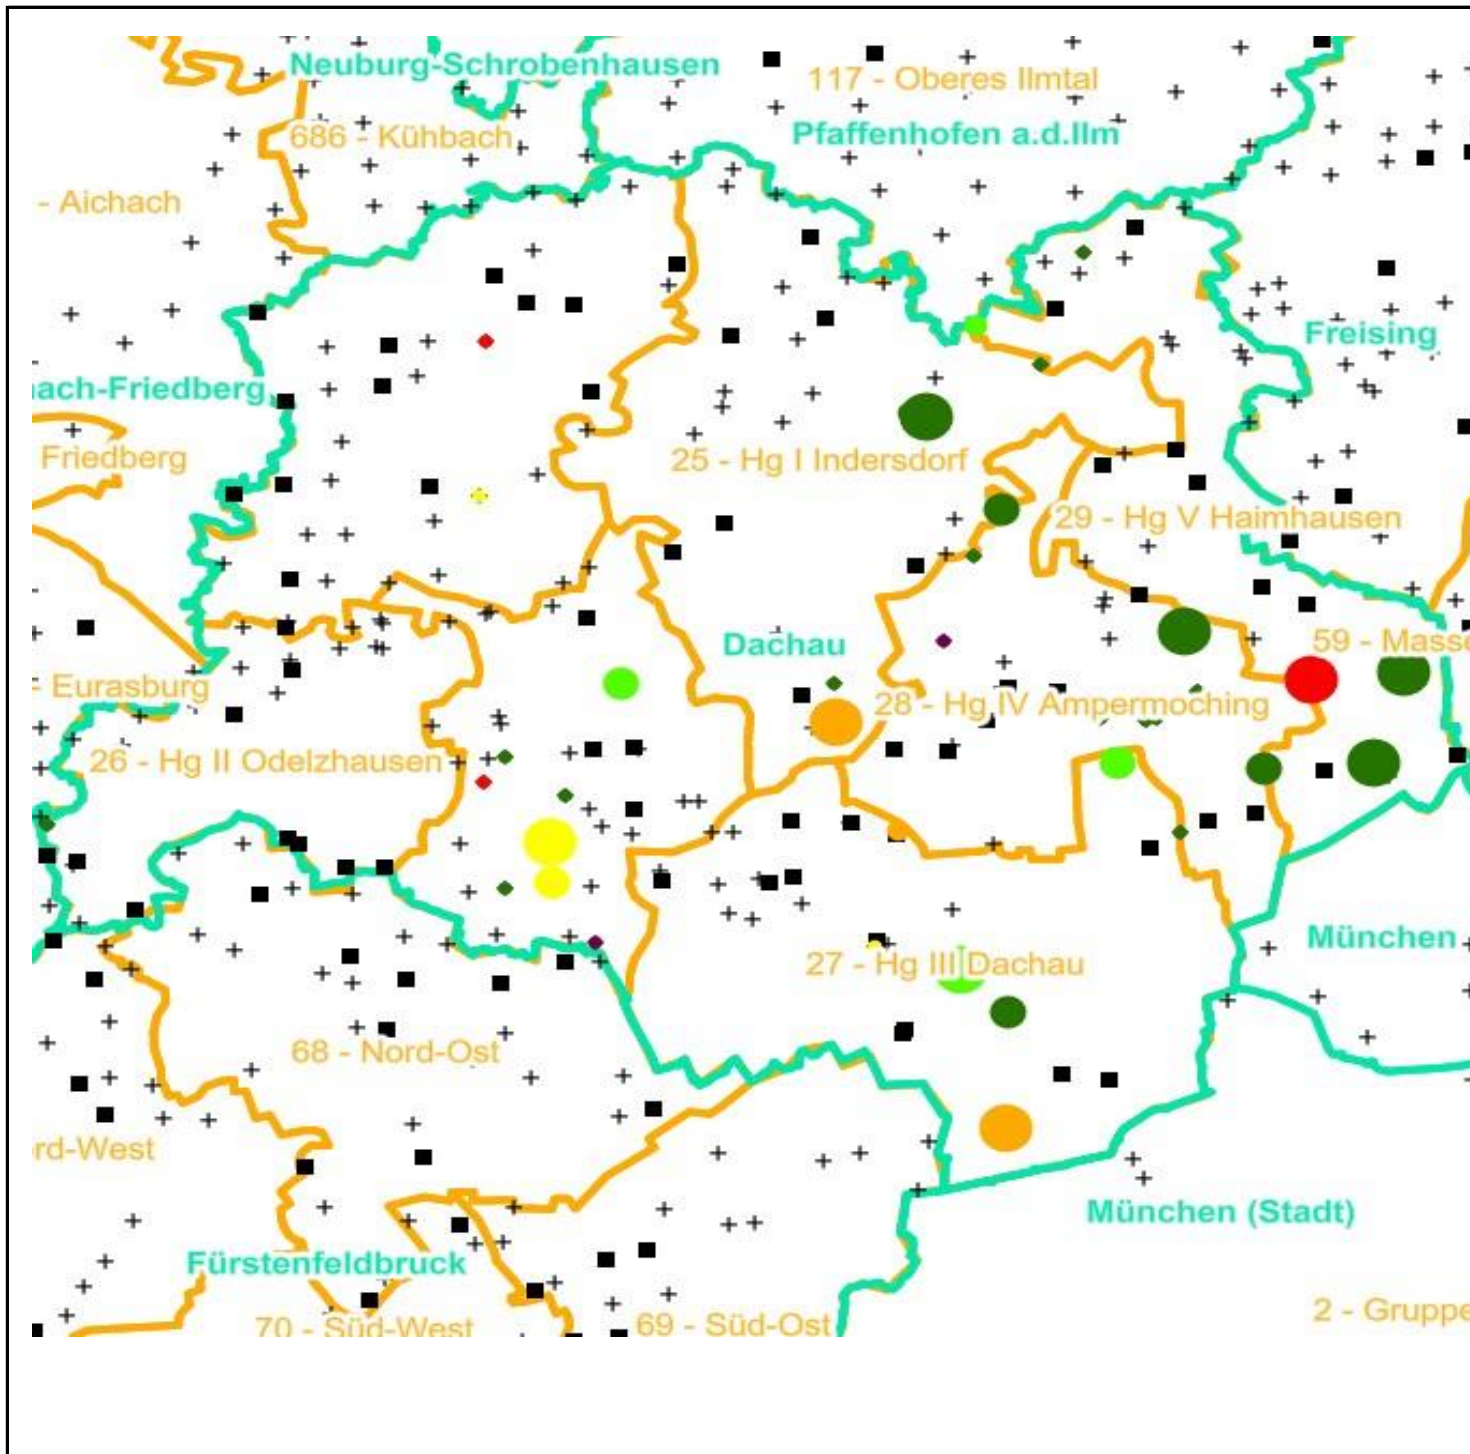 Neuburg-Schrobenhausen
117 - Oberes Ilmtal
686 - Kühbach
Pfaffenhofen a.d.Ilm
- Aichach
Freising
ach-Friedberg
Friedberg
25 - Hg I Indersdorf
29 - Hg V Haimhausen
Dachau
59 - Masse
- Eurasburg
28 - Hg IV Ampermoching
26 - Hg II Odelzhausen
München
27 - Hg III Dachau
68 - Nord-Ost
rd-West
München (Stadt)
Fürstenfeldbruck
2 - Gruppe
70 - Süd-West
69 - Süd-Ost